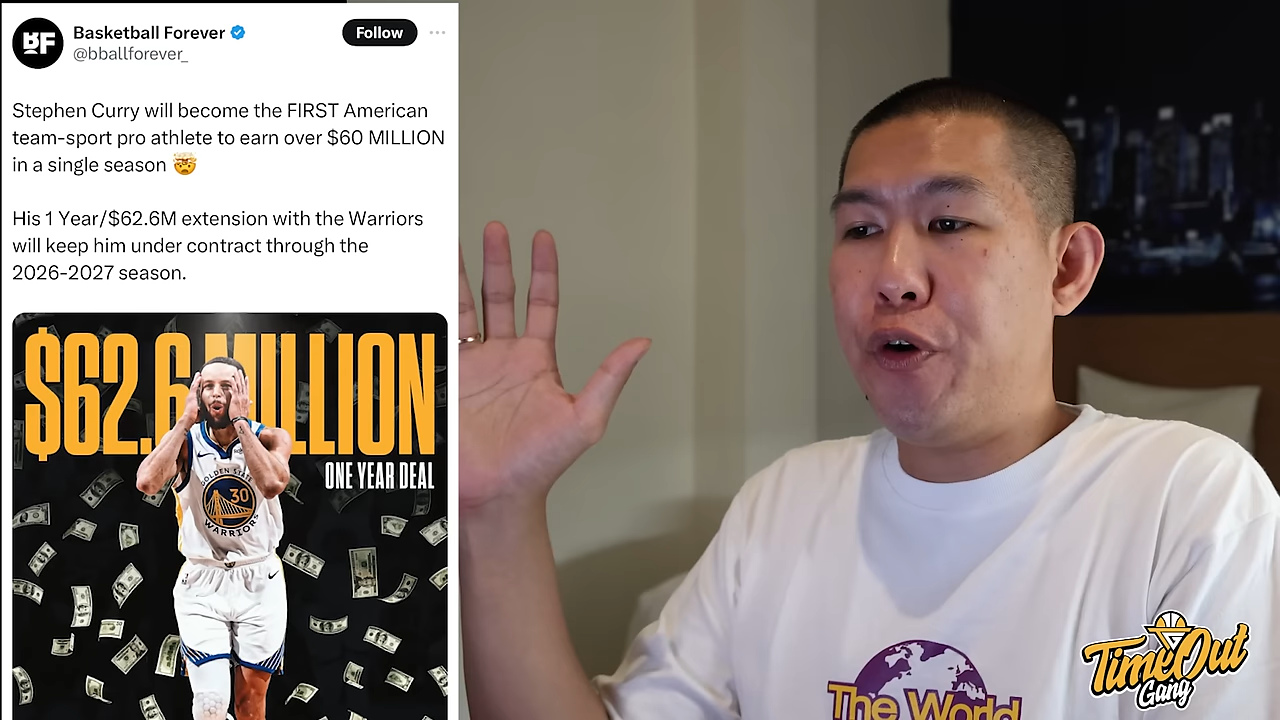 BF
Basketball Forever
Follow
@bballforever_
Stephen Curry will become the FIRST American
team-sport pro athlete to earn over $60 MILLION
in a single season 🤯
His 1 Year/$62.6M extension with the Warriors
will keep him under contract through the
2026-2027 season.
$62.6 MILLION
ONE YEAR DEAL
GOLDEN STATE
30
WARRIORS
The World
TimeOut
Gang